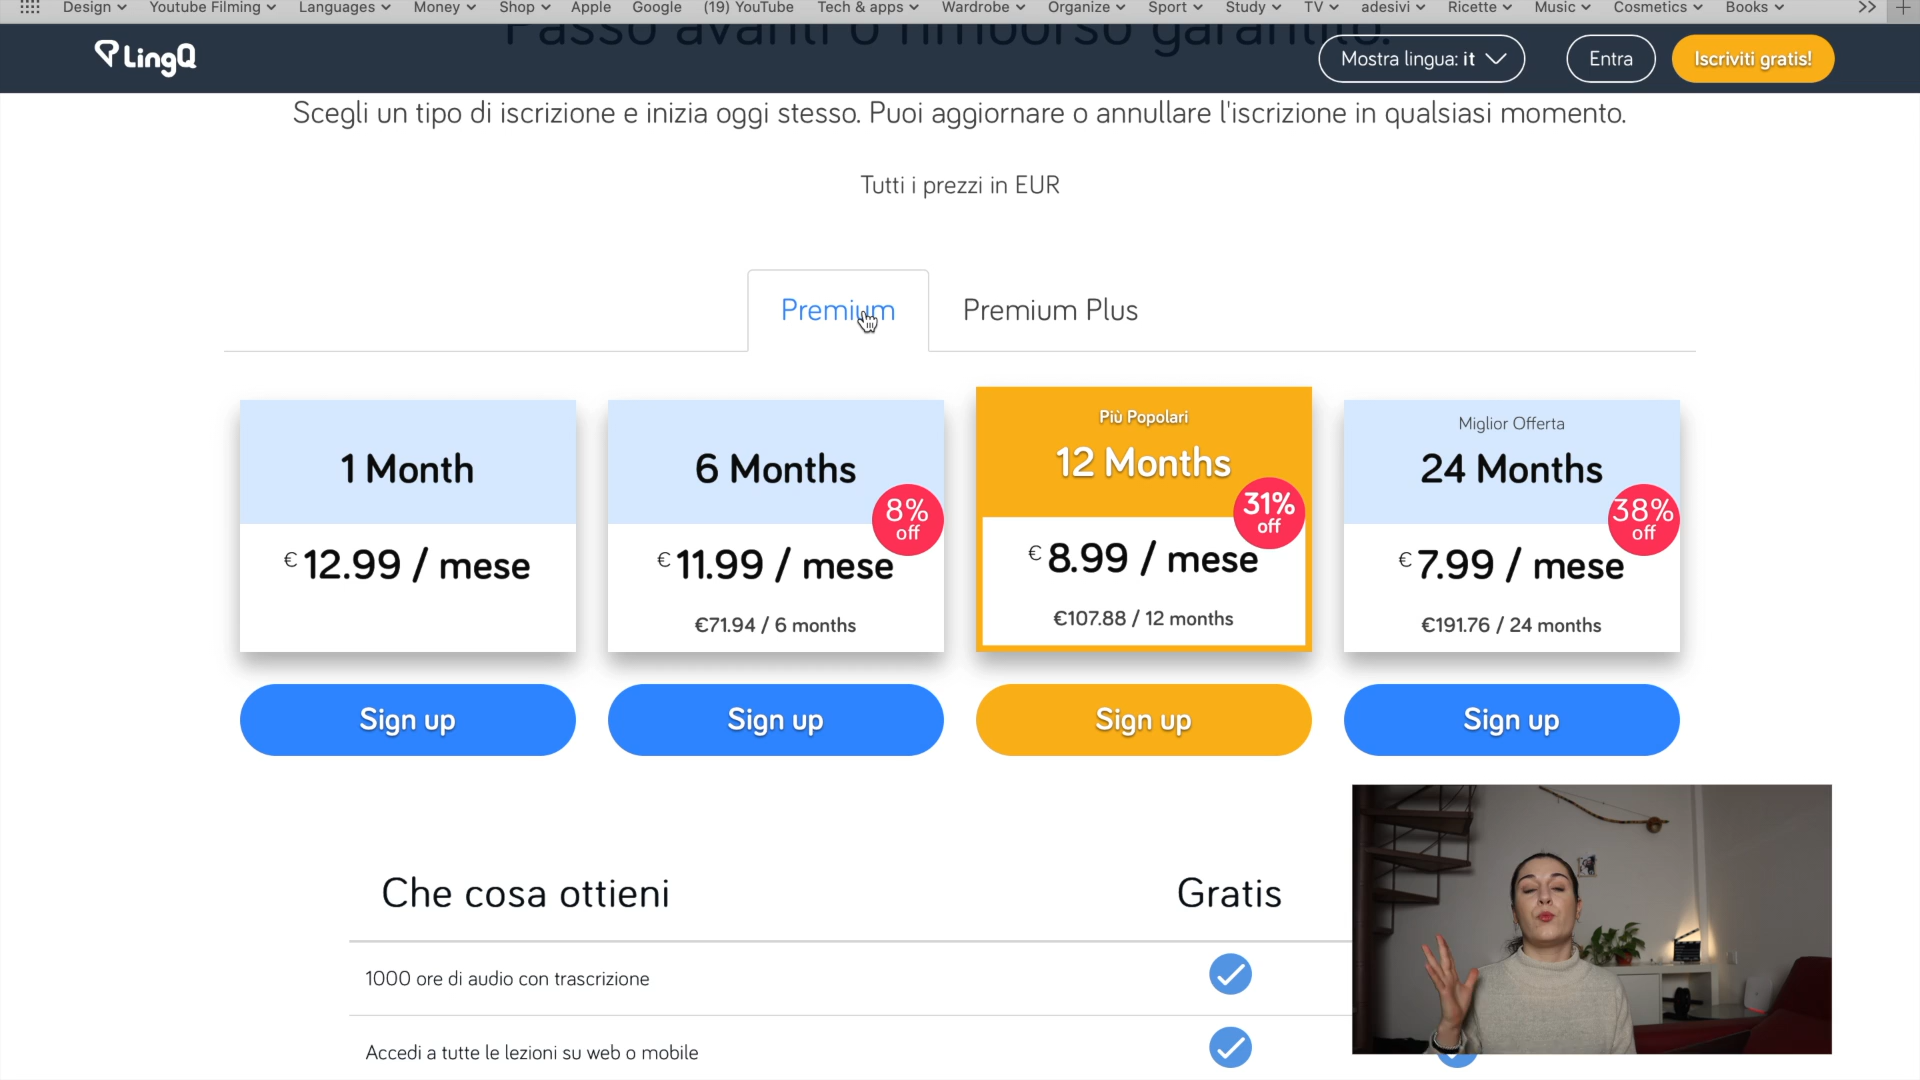 Design Youtube Filming Languages Money Shop Apple Google (19) YouTube Tech & apps Wardrobe Organize Sport Study TV adesivi Ricette Music Cosmetics Books
Passo avanti o rimborso garantito.
LingQ
Mostra lingua: it
Entra
Iscriviti gratis!
Scegli un tipo di iscrizione e inizia oggi stesso. Puoi aggiornare o annullare l'iscrizione in qualsiasi momento.
Tutti i prezzi in EUR
Premium
Premium Plus
1 Month
€ 12.99 / mese
Sign up
6 Months
8% off
€ 11.99 / mese
€71.94 / 6 months
Sign up
Più Popolari
12 Months
31% off
€ 8.99 / mese
€107.88 / 12 months
Sign up
Miglior Offerta
24 Months
38% off
€ 7.99 / mese
€191.76 / 24 months
Sign up
Che cosa ottieni
Gratis
1000 ore di audio con trascrizione
Accedi a tutte le lezioni su web o mobile